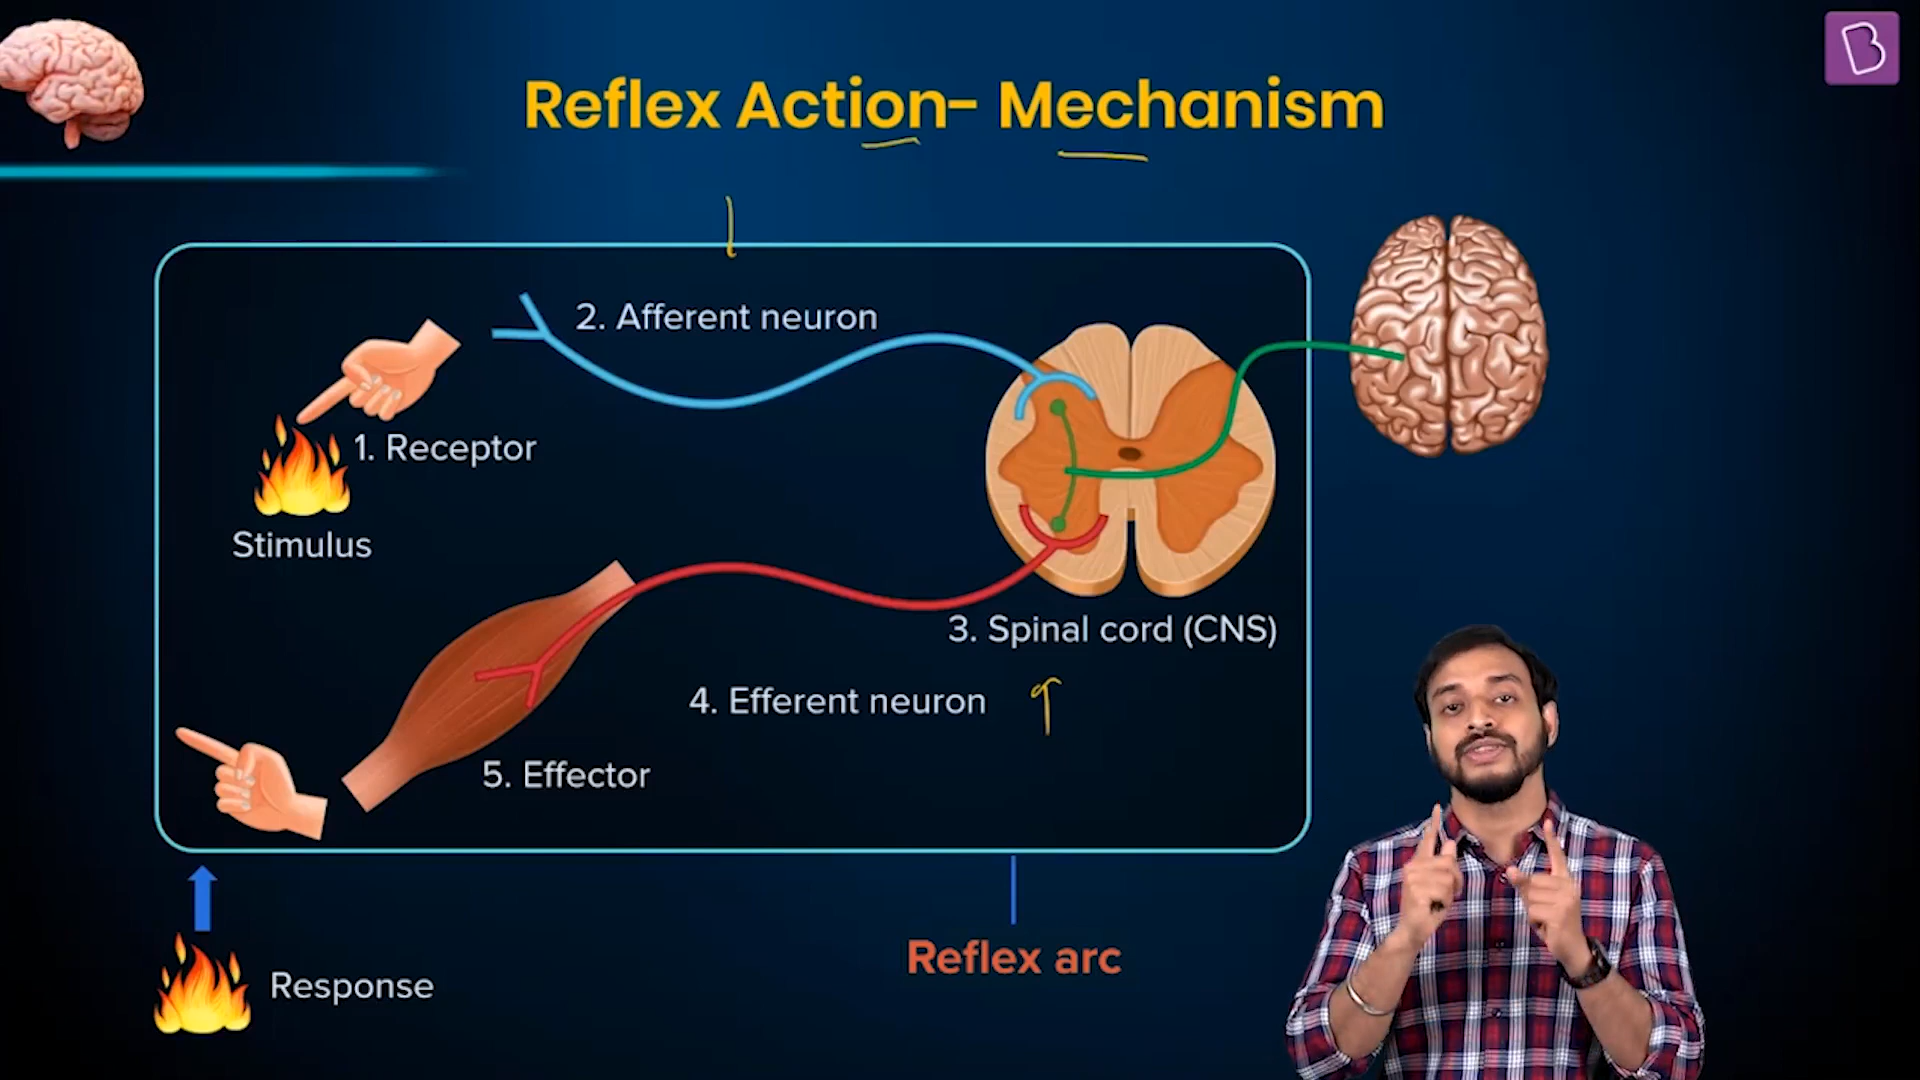 B
Reflex Action- Mechanism
2. Afferent neuron
1. Receptor
Stimulus
3. Spinal cord (CNS)
4. Efferent neuron
5. Effector
Reflex arc
Response